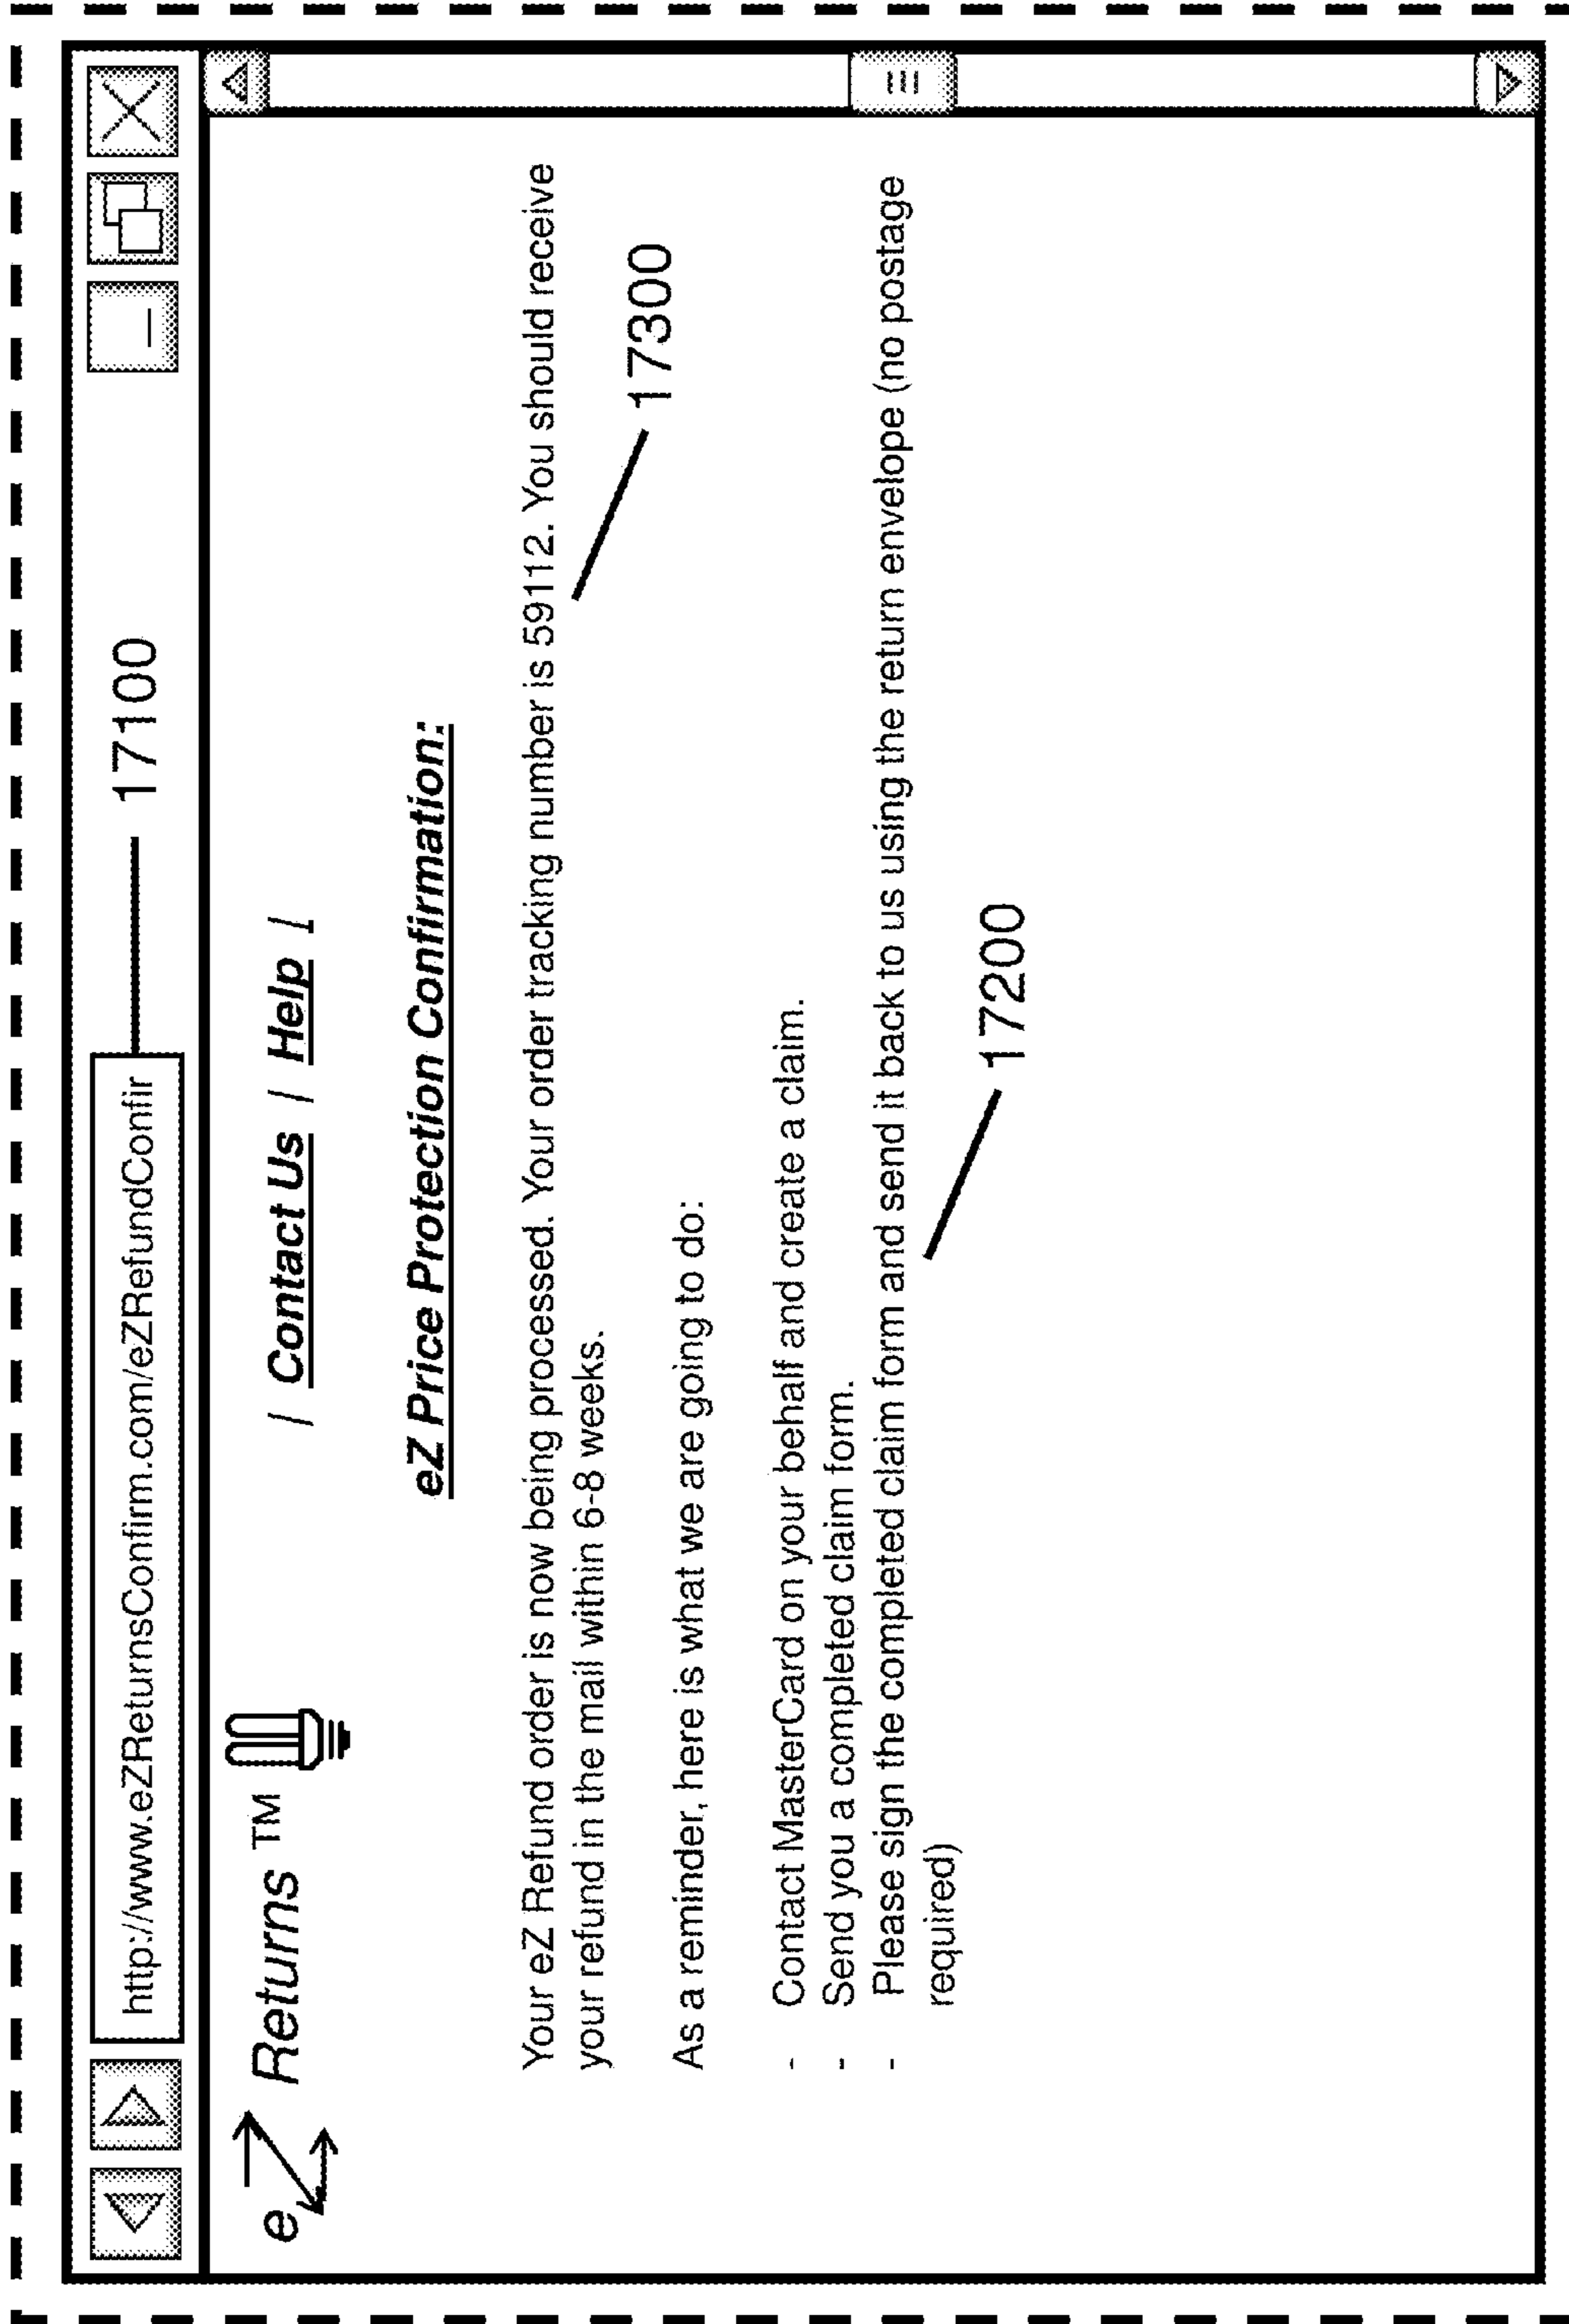 http://www.eZReturnsConfirm.com/eZRefundConfir
17100
eZ Returns ™
/ Contact Us / Help /
eZ Price Protection Confirmation:
Your eZ Refund order is now being processed. Your order tracking number is 59112. You should receive
your refund in the mail within 6-8 weeks.
17300
As a reminder, here is what we are going to do:
- Contact MasterCard on your behalf and create a claim.
- Send you a completed claim form.
- Please sign the completed claim form and send it back to us using the return envelope (no postage
required)
17200